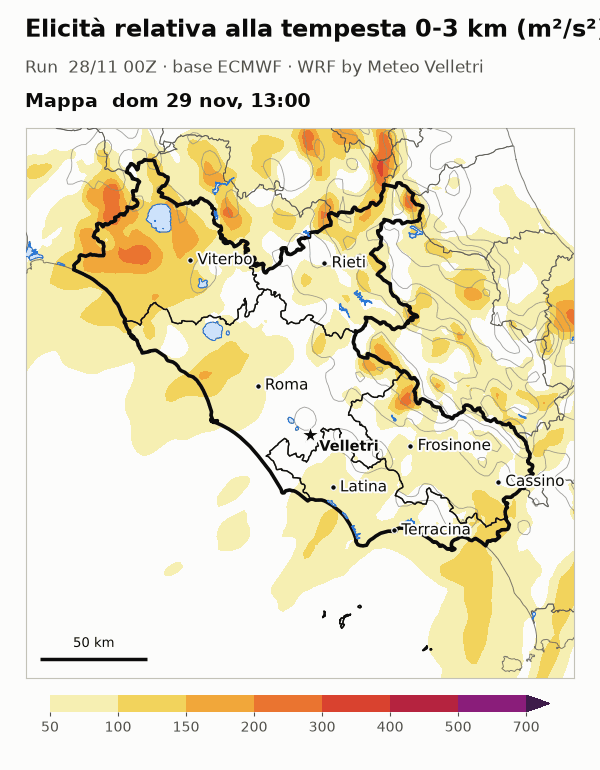 Elicità relativa alla tempesta 0-3 km (m²/s²)
Run  28/11 00Z · base ECMWF · WRF by Meteo Velletri
Mappa  dom 29 nov, 13:00
Viterbo
Rieti
Roma
Velletri
Frosinone
Cassino
Latina
Terracina
50 km
50 100 150 200 300 400 500 700